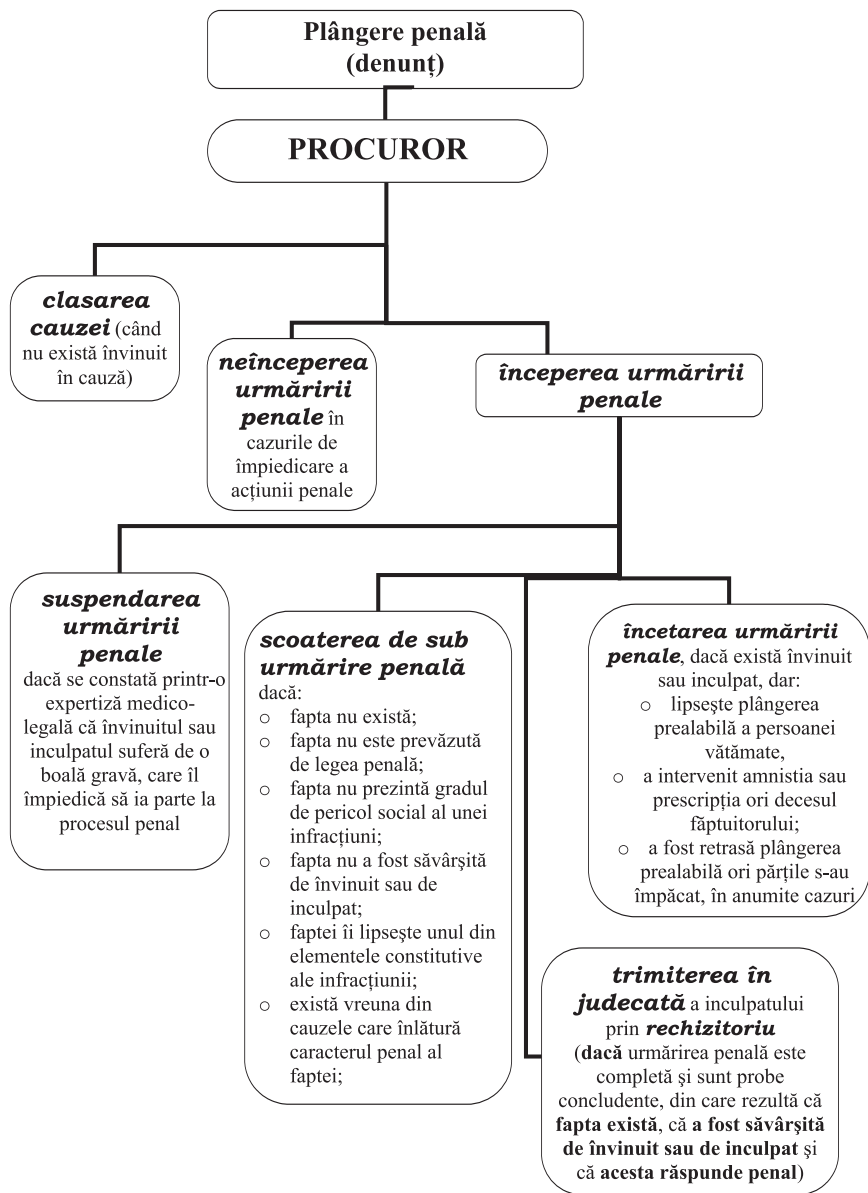 Plângere penală
(denunț)
PROCUROR
clasarea
cauzei (când
nu există învinuit
în cauză)
neînceperea
urmăririi
penale în
cazurile de
împiedicare a
acțiunii penale
începerea urmăririi
penale
suspendarea
urmăririi
penale
dacă se constată printr-o
expertiză medico-
legală că învinuitul sau
inculpatul suferă de o
boală gravă, care îl
împiedică să ia parte la
procesul penal
scoaterea de sub
urmărire penală
dacă:
o fapta nu există;
o fapta nu este prevăzută
de legea penală;
o fapta nu prezintă gradul
de pericol social al unei
infracțiuni;
o fapta nu a fost săvârşită
de învinuit sau de
inculpat;
o faptei îi lipseşte unul din
elementele constitutive
ale infracțiunii;
o există vreuna din
cauzele care înlătură
caracterul penal al
faptei;
încetarea urmăririi
penale, dacă există învinuit
sau inculpat, dar:
o lipseşte plângerea
prealabilă a persoanei
vătămate,
o a intervenit amnistia sau
prescripția ori decesul
făptuitorului;
o a fost retrasă plângerea
prealabilă ori părțile s-au
împăcat, în anumite cazuri
trimiterea în
judecată a inculpatului
prin rechizitoriu
(dacă urmărirea penală este
completă şi sunt probe
concludente, din care rezultă că
fapta există, că a fost săvârşită
de învinuit sau de inculpat şi
că acesta răspunde penal)